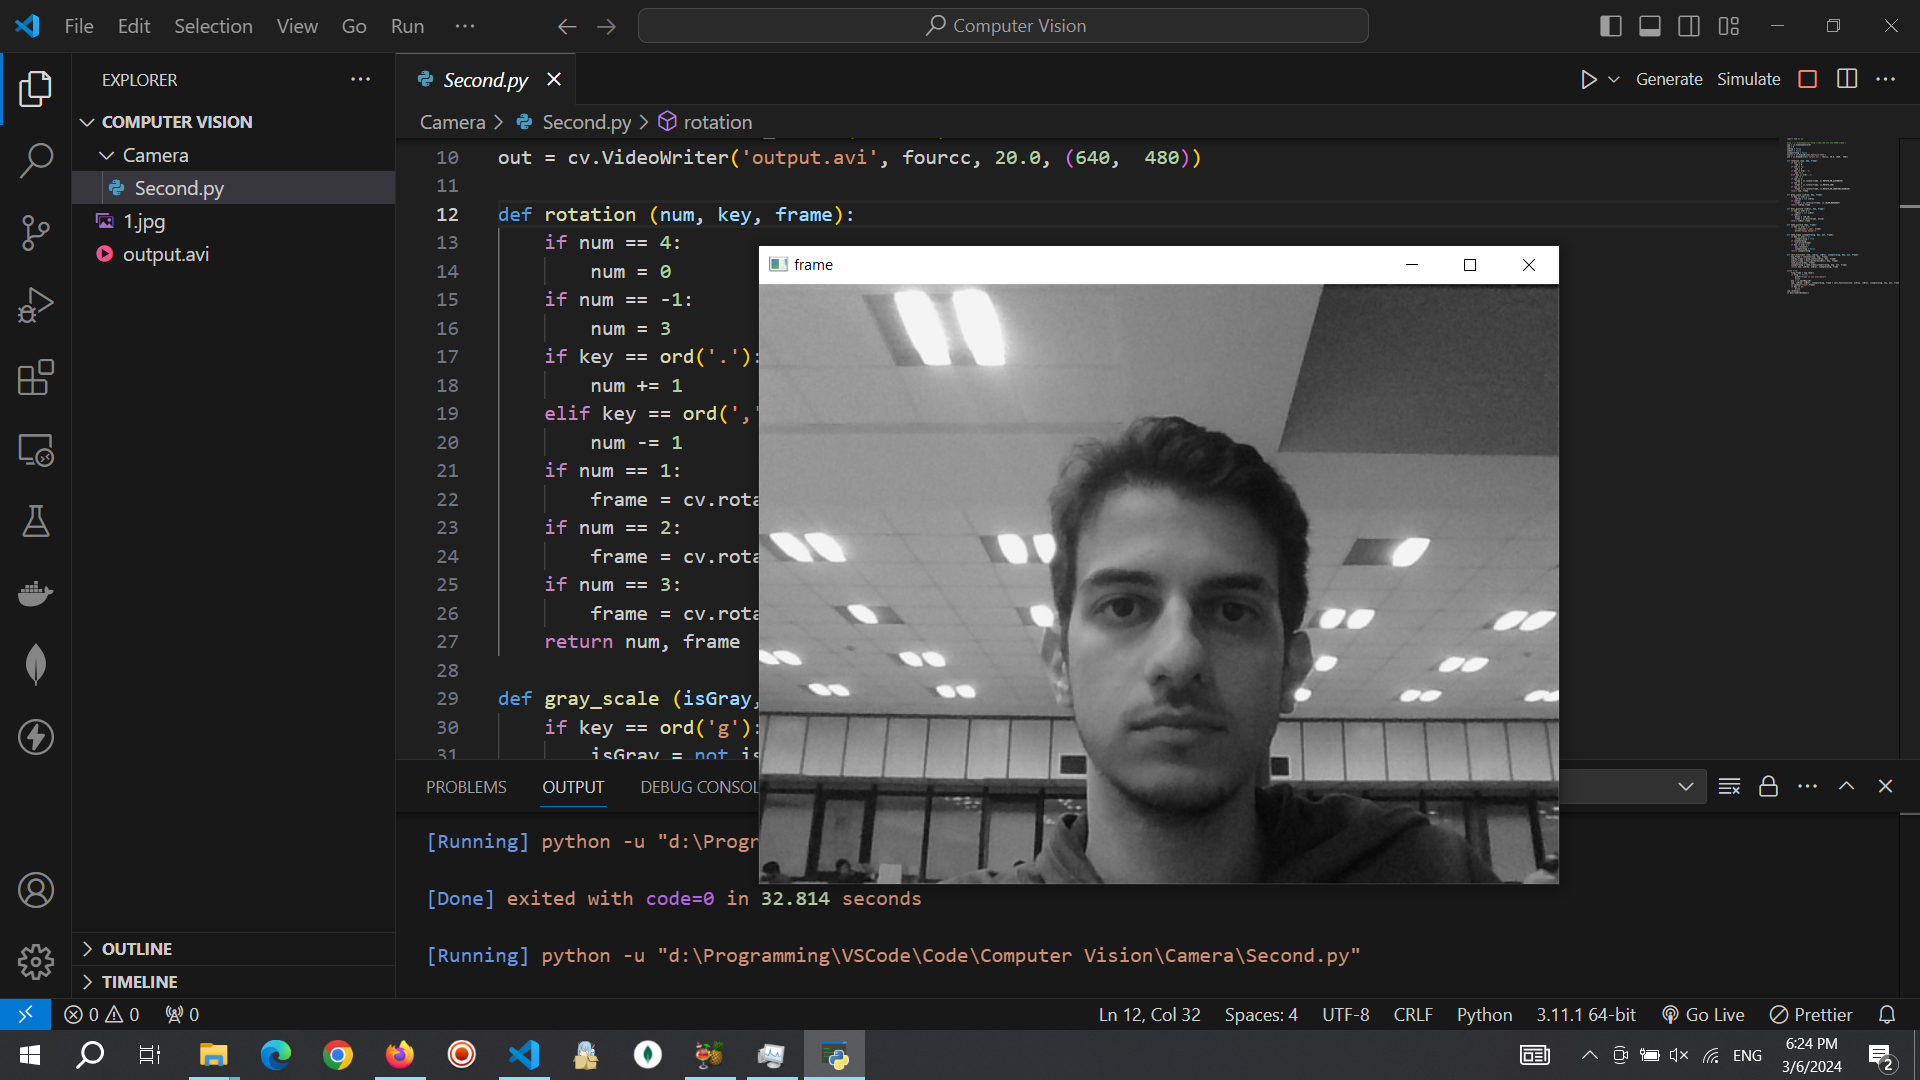 File Edit Selection View Go Run ···
Computer Vision
EXPLORER
COMPUTER VISION
Camera
Second.py
1.jpg
output.avi
OUTLINE
TIMELINE
Second.py
Generate Simulate
Camera > Second.py > rotation
10 out = cv.VideoWriter('output.avi', fourcc, 20.0, (640,  480))
11
12 def rotation (num, key, frame):
13 if num == 4:
14 num = 0
15 if num == -1:
16 num = 3
17 if key == ord('.'):
18 num += 1
19 elif key == ord(','
20 num -= 1
21 if num == 1:
22 frame = cv.rota
23 if num == 2:
24 frame = cv.rota
25 if num == 3:
26 frame = cv.rota
27 return num, frame
28
29 def gray_scale (isGray,
30 if key == ord('g'):
31 isGray = not is
frame
PROBLEMS OUTPUT DEBUG CONSOL
[Running] python -u "d:\Progr
[Done] exited with code=0 in 32.814 seconds
[Running] python -u "d:\Programming\VSCode\Code\Computer Vision\Camera\Second.py"
0 0 0
Ln 12, Col 32 Spaces: 4 UTF-8 CRLF Python 3.11.1 64-bit Go Live Prettier
ENG
6:24 PM
3/6/2024
2